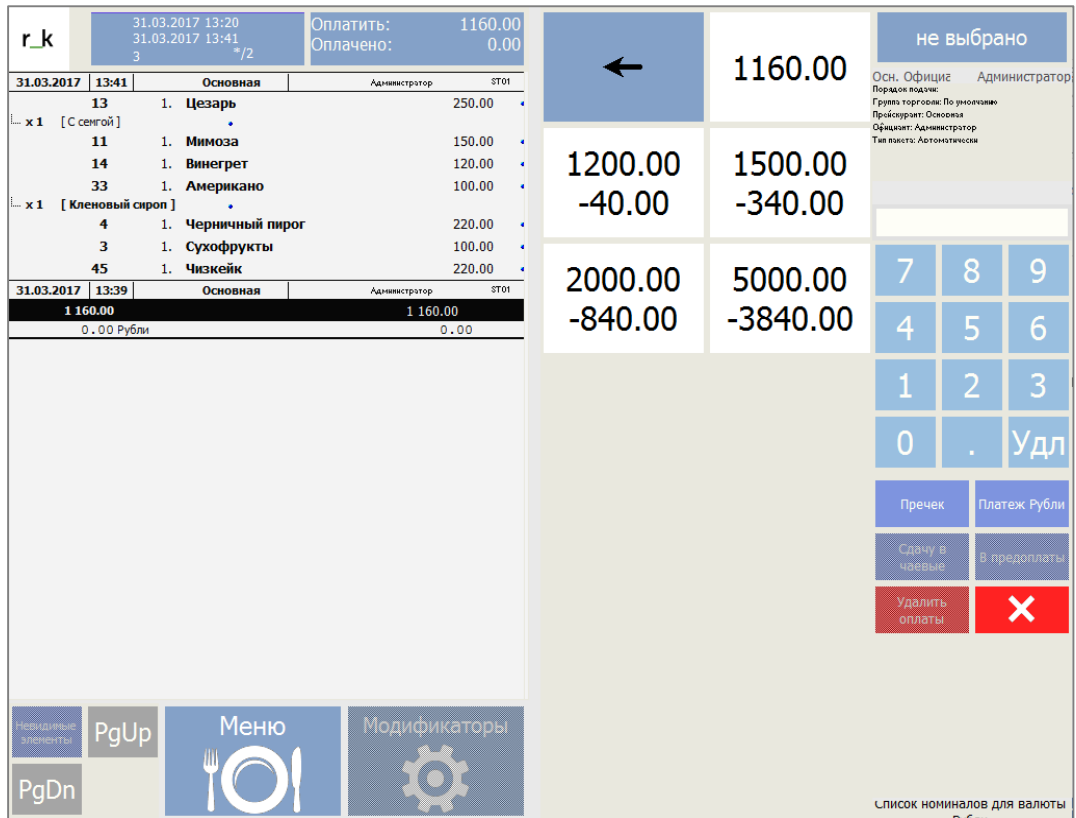 r_k
31.03.2017 13:20
31.03.2017 13:41
3 */2
Оплатить: 1160.00
Оплачено: 0.00
31.03.2017 13:41 Основная Администратор ST01
13 1. Цезарь 250.00
x 1 [ С семгой ]
11 1. Мимоза 150.00
14 1. Винегрет 120.00
33 1. Американо 100.00
x 1 [ Кленовый сироп ]
4 1. Черничный пирог 220.00
3 1. Сухофрукты 100.00
45 1. Чизкейк 220.00
31.03.2017 13:39 Основная Администратор ST01
1 160.00 1 160.00
0.00 Рубли 0.00
Невидимые элементы
PgUp
Меню
Модификаторы
PgDn
1160.00
1200.00
-40.00
1500.00
-340.00
2000.00
-840.00
5000.00
-3840.00
не выбрано
Осн. Офици Администратор
Порядок подачи:
Группа торговли: По умолчанию
Прейскурант: Основная
Официант: Администратор
Тип пакета: Автоматически
7 8 9
4 5 6
1 2 3
0 . Удл
Пречек
Платеж Рубли
Сдачу в
чаевые
В предоплаты
Удалить
оплаты
Список номиналов для валюты